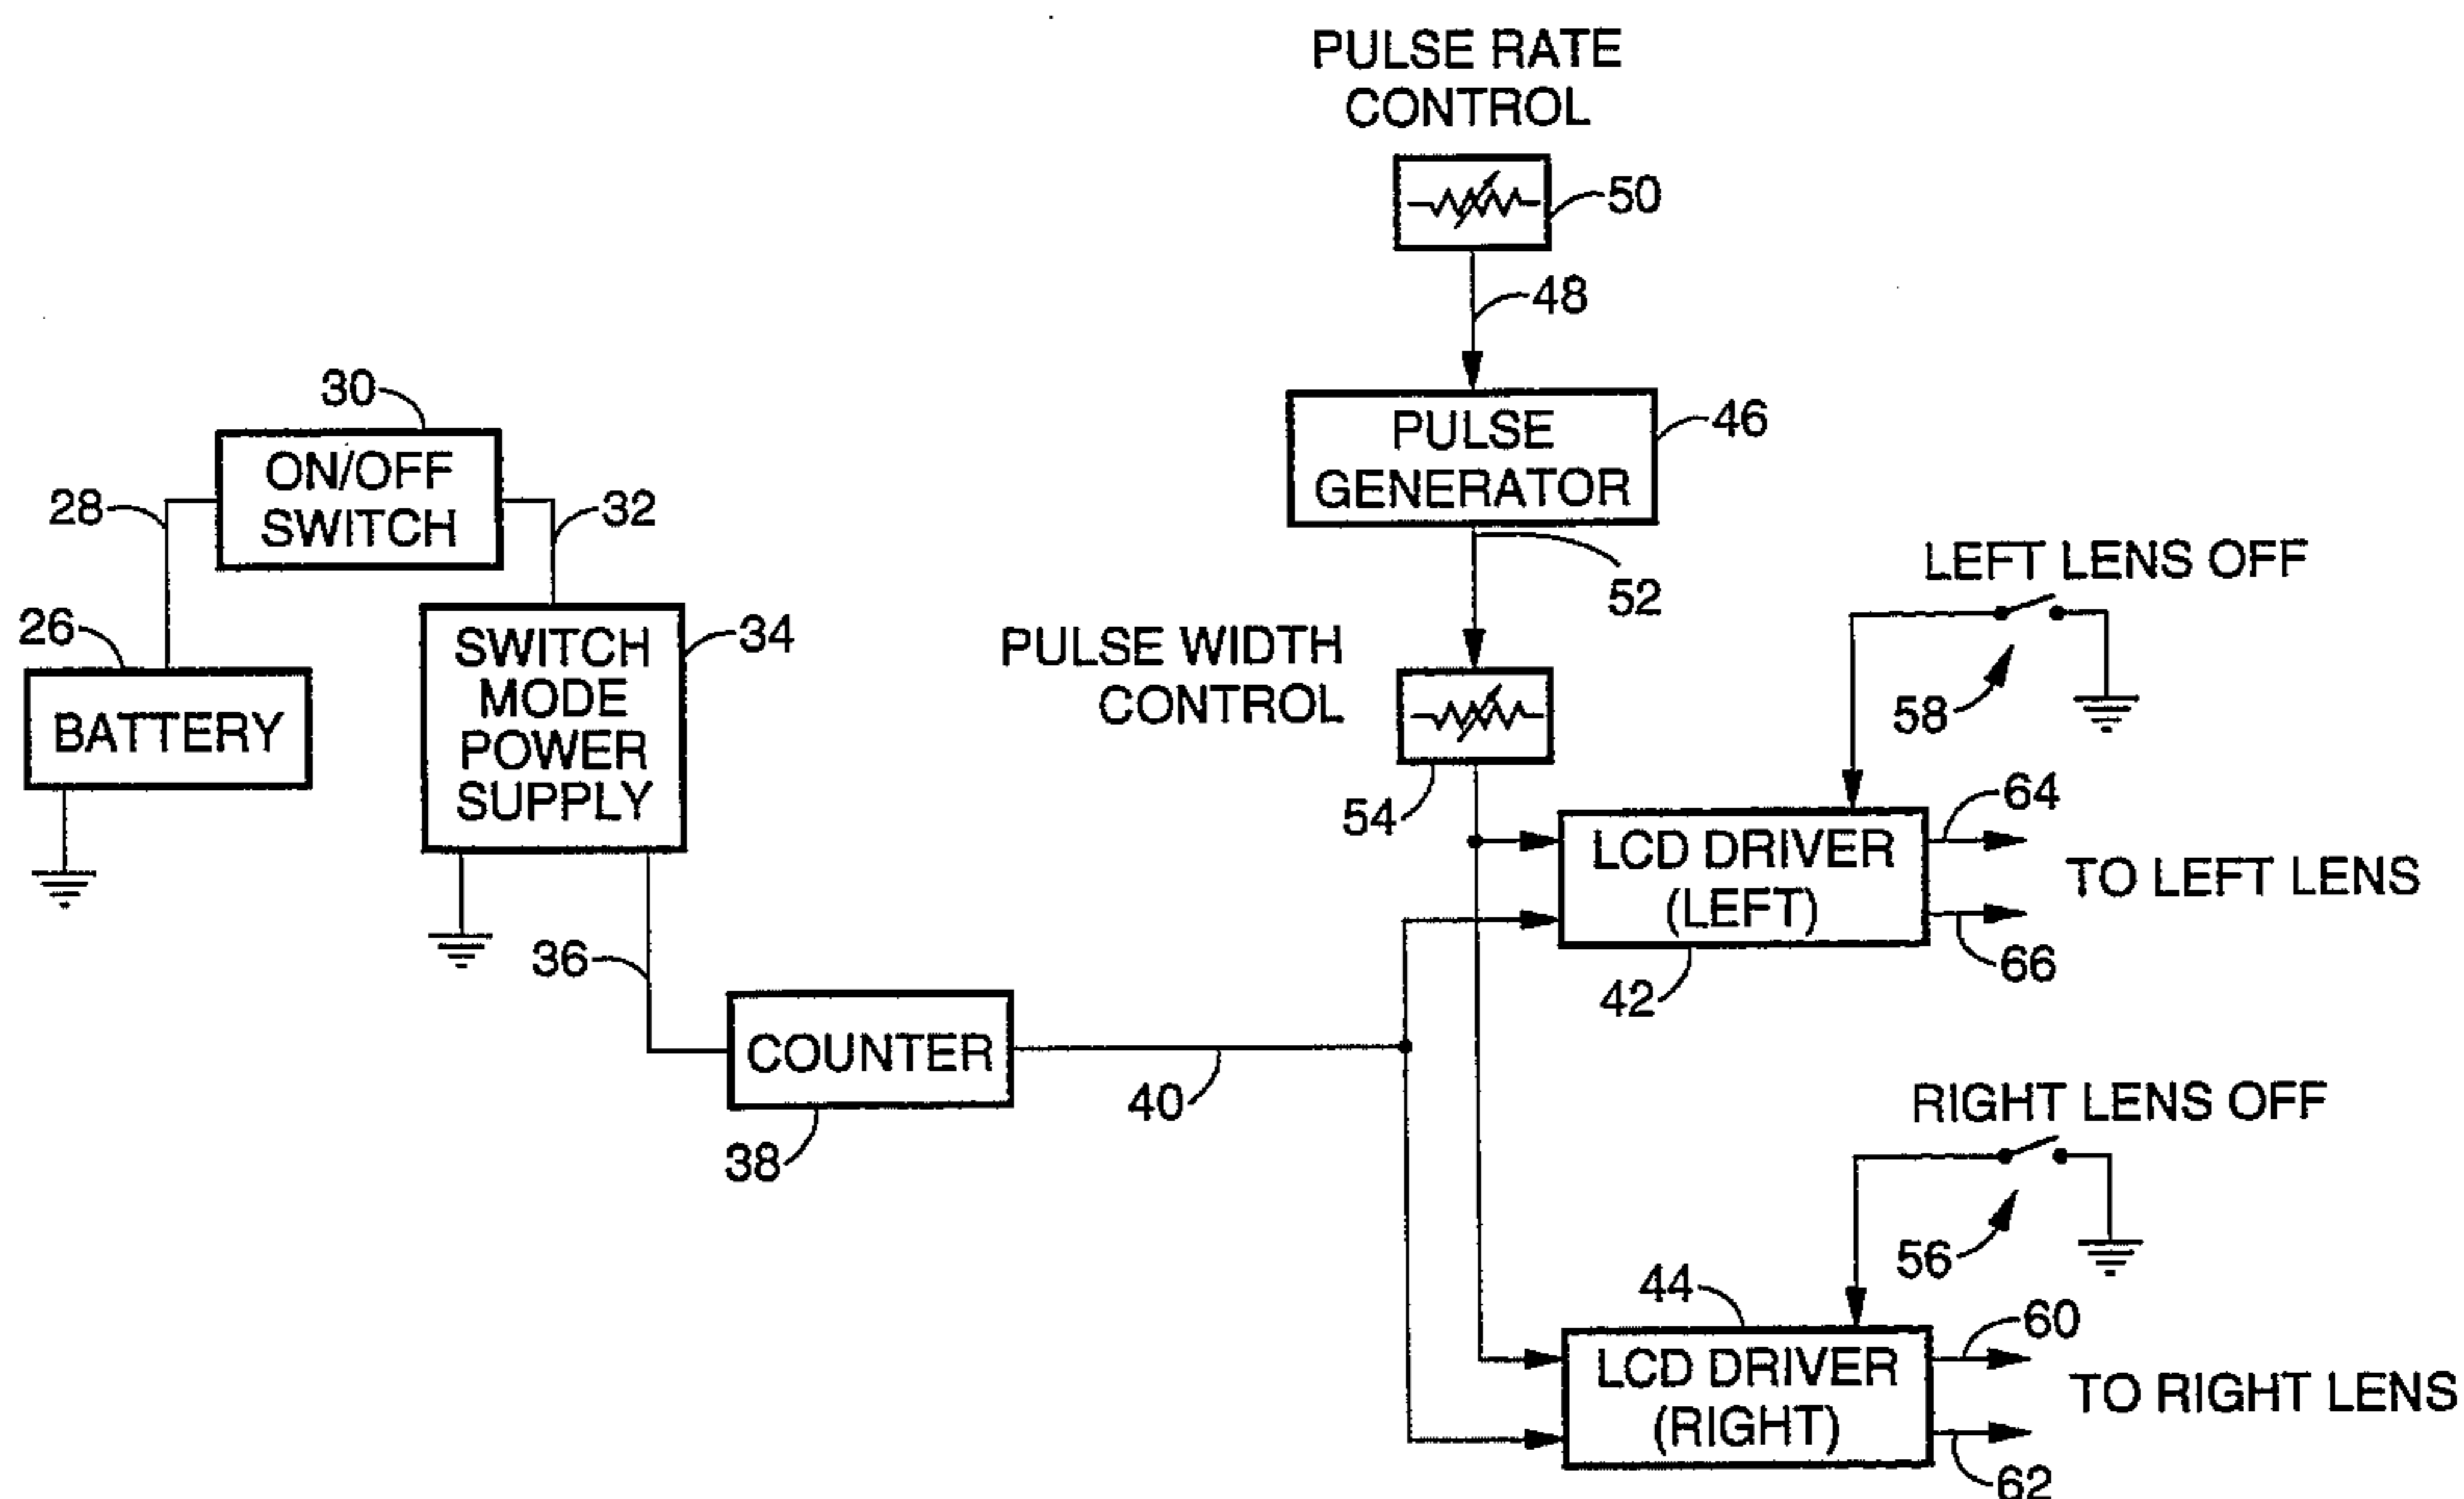 PULSE RATE
CONTROL
50
48
30
ON/OFF
SWITCH
28
32
PULSE
GENERATOR
46
52
LEFT LENS OFF
58
26
BATTERY
SWITCH
MODE
POWER
SUPPLY
34
PULSE WIDTH
CONTROL
54
LCD DRIVER
(LEFT)
64
TO LEFT LENS
66
42
36
COUNTER
38
40
RIGHT LENS OFF
56
44
LCD DRIVER
(RIGHT)
60
TO RIGHT LENS
62